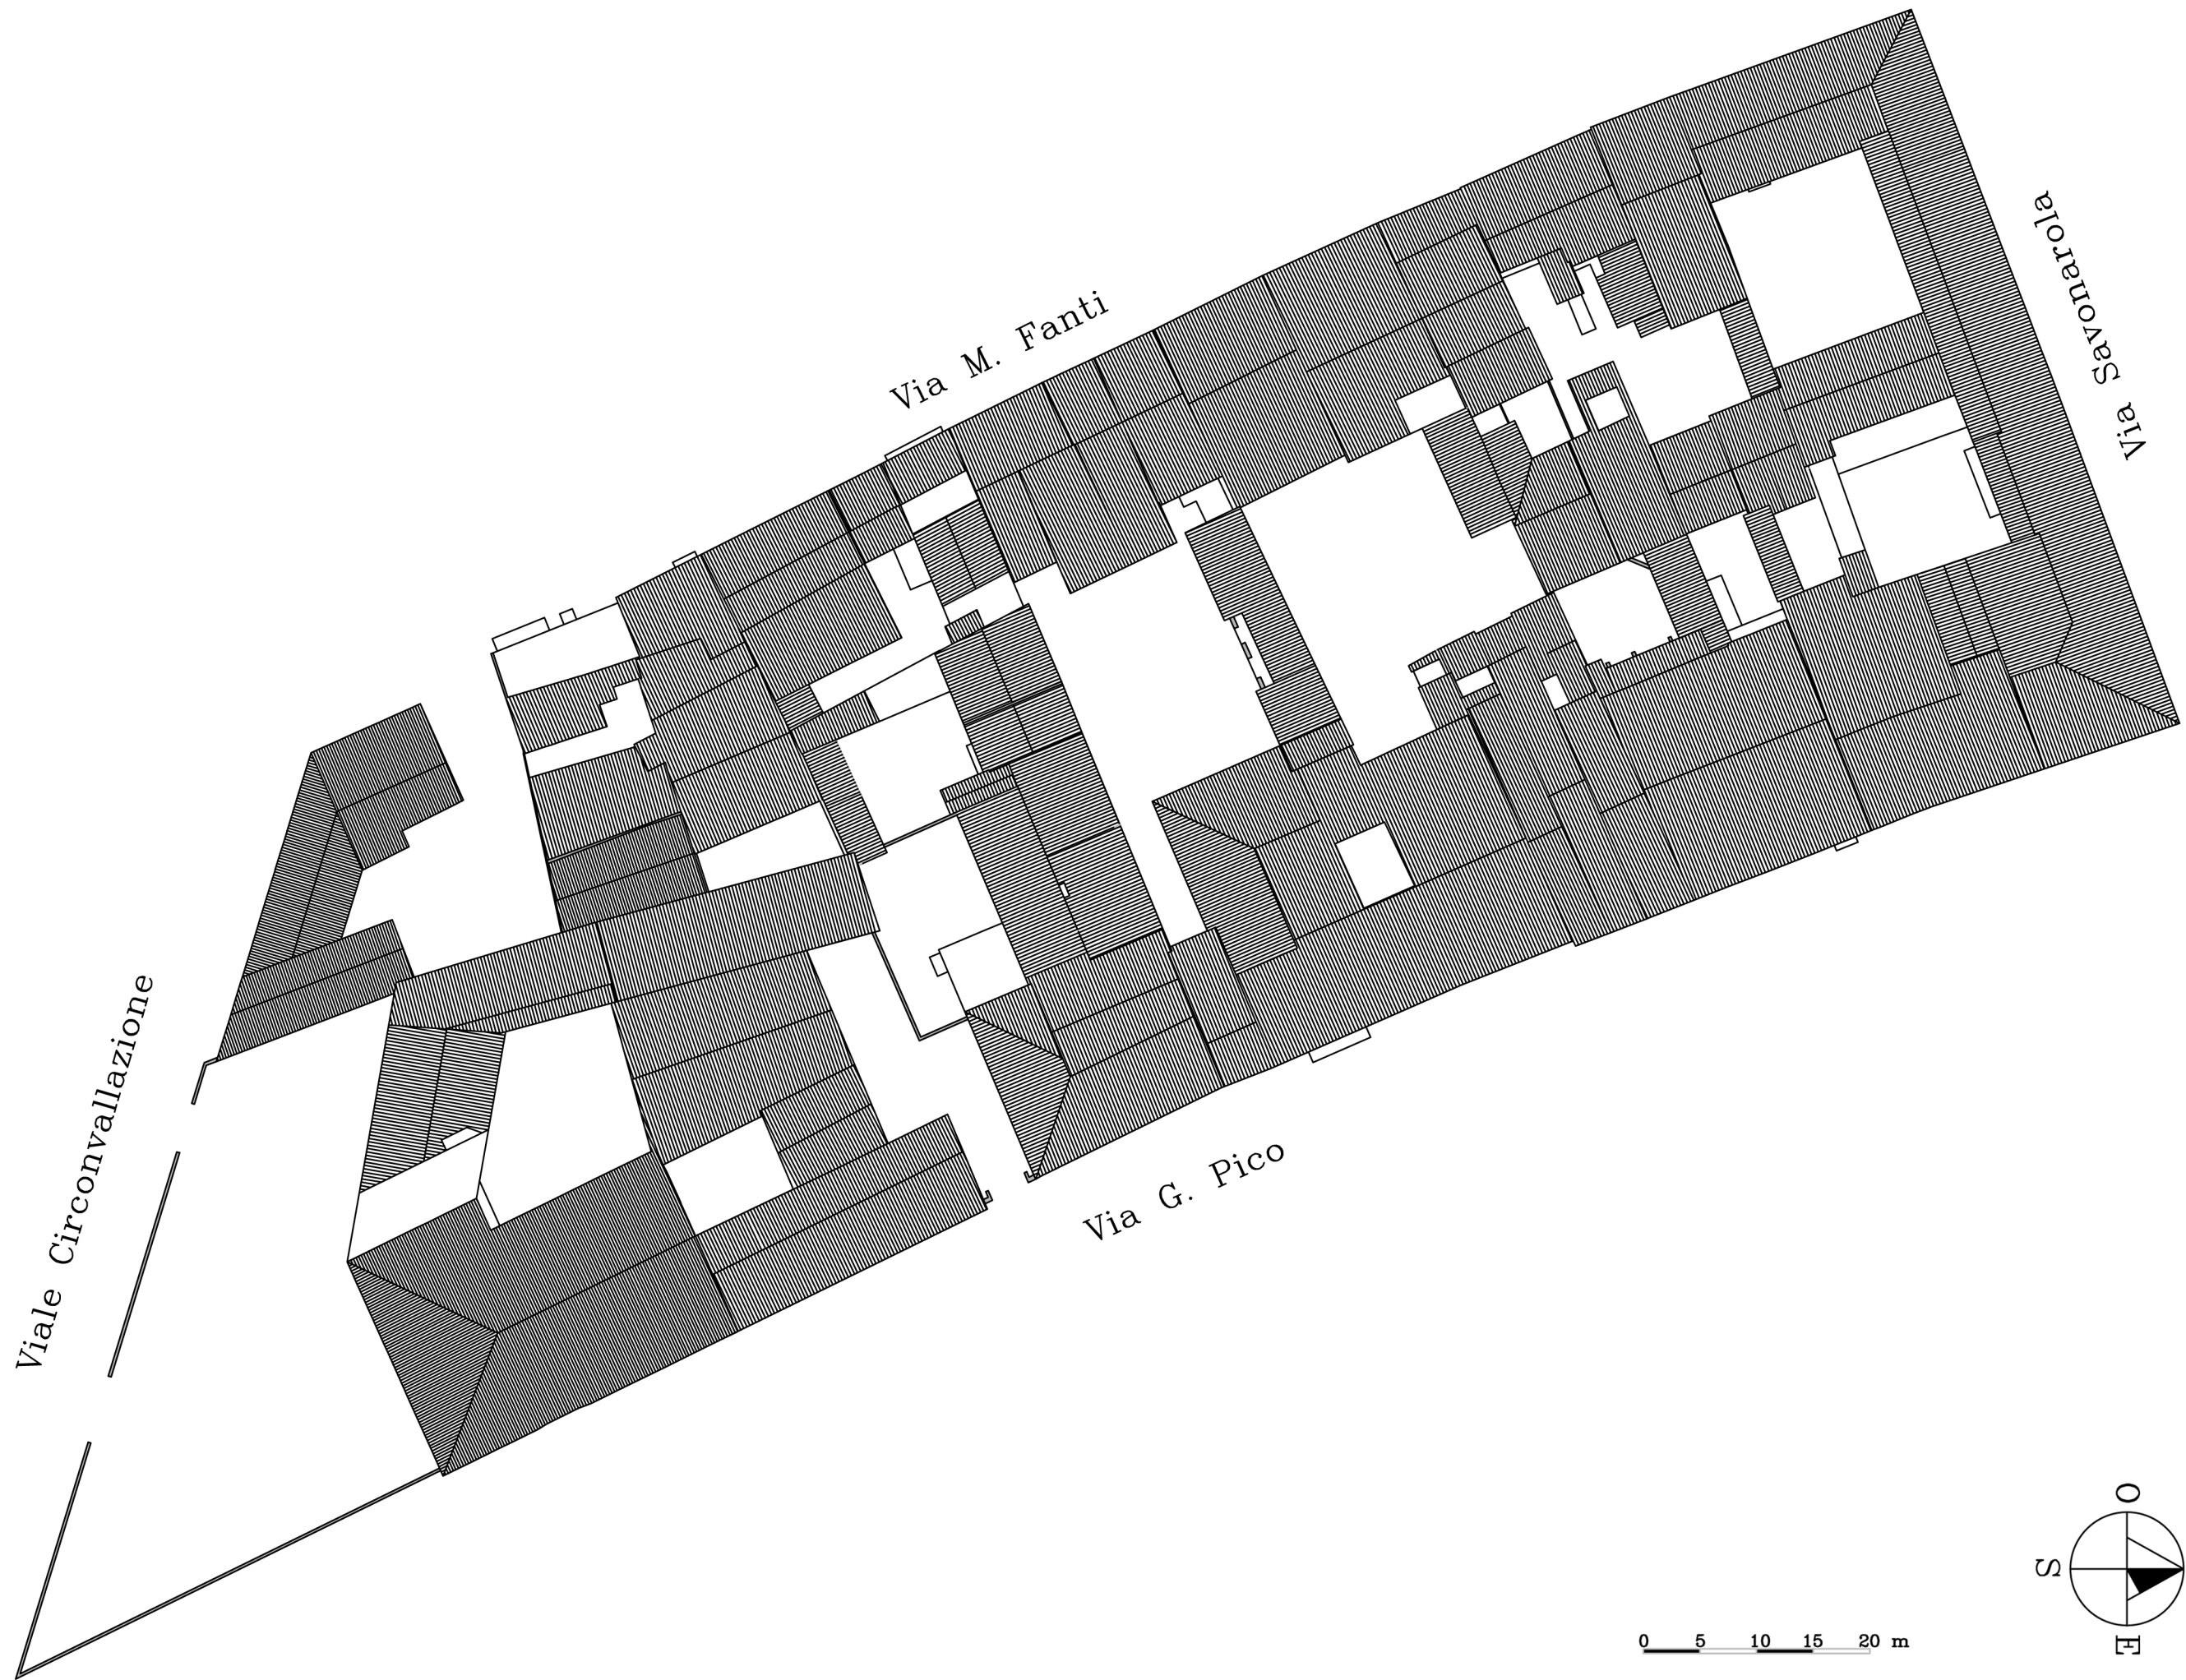 Via M. Fanti
Via Savonarola
Viale Circonvallazione
Via G. Pico
O
S
E
0 5 10 15 20 m